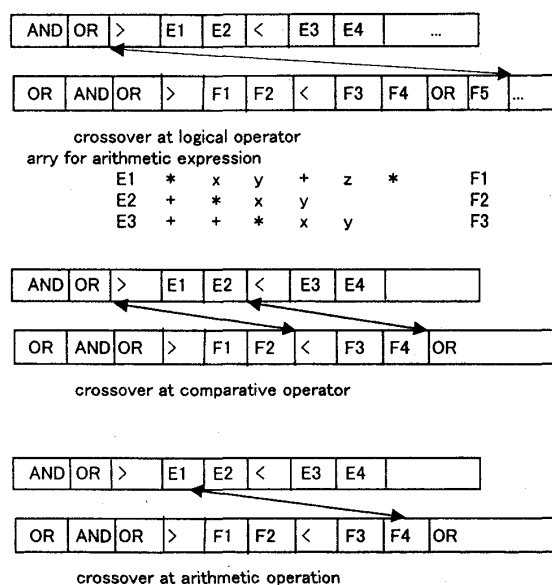 AND OR > E1 E2 < E3 E4 ...
OR AND OR > F1 F2 < F3 F4 OR F5 ...
crossover at logical operator
arry for arithmetic expression
E1 * x y + z * F1
E2 + * x y F2
E3 + + * x y F3
AND OR > E1 E2 < E3 E4
OR AND OR > F1 F2 < F3 F4 OR
crossover at comparative operator
AND OR > E1 E2 < E3 E4
OR AND OR > F1 F2 < F3 F4 OR
crossover at arithmetic operation